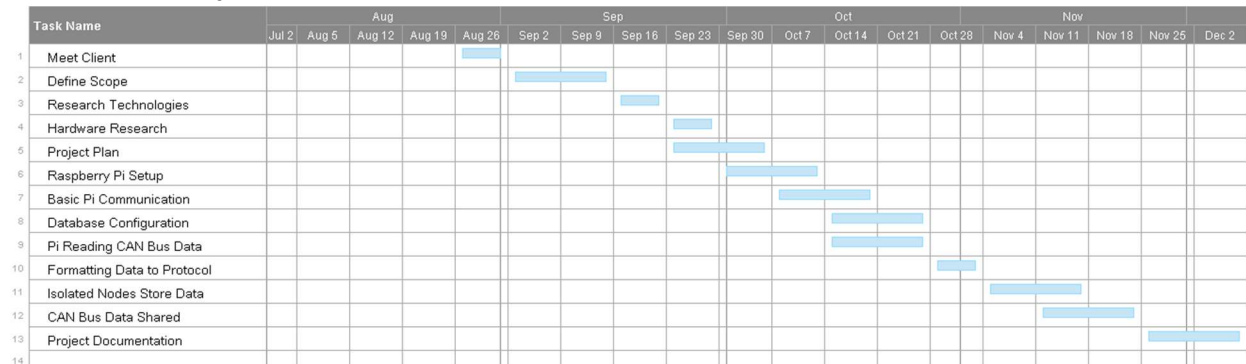 Task Name
Aug Sep Oct Nov
Jul 2 Aug 5 Aug 12 Aug 19 Aug 26 Sep 2 Sep 9 Sep 16 Sep 23 Sep 30 Oct 7 Oct 14 Oct 21 Oct 28 Nov 4 Nov 11 Nov 18 Nov 25 Dec 2
1 Meet Client
2 Define Scope
3 Research Technologies
4 Hardware Research
5 Project Plan
6 Raspberry Pi Setup
7 Basic Pi Communication
8 Database Configuration
9 Pi Reading CAN Bus Data
10 Formatting Data to Protocol
11 Isolated Nodes Store Data
12 CAN Bus Data Shared
13 Project Documentation
14